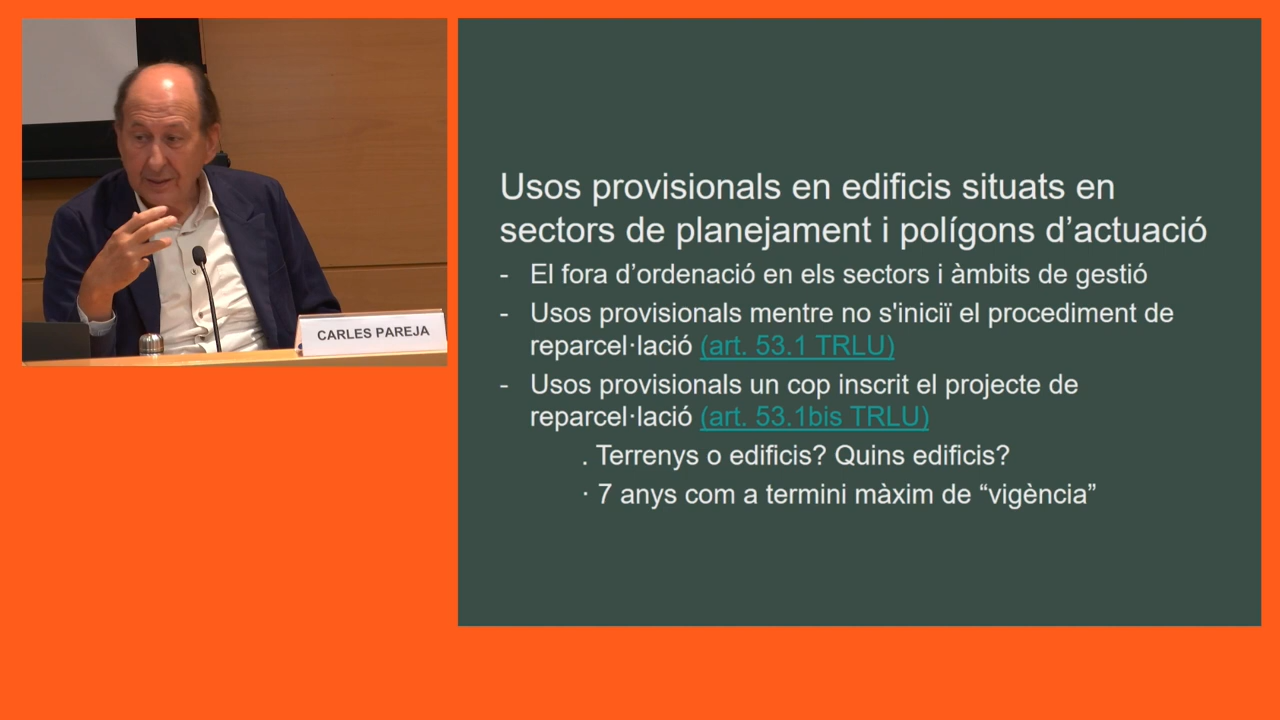 CARLES PAREJA
Usos provisionals en edificis situats en
sectors de planejament i polígons d’actuació
- El fora d’ordenació en els sectors i àmbits de gestió
- Usos provisionals mentre no s'iniciï el procediment de
reparcel·lació (art. 53.1 TRLU)
- Usos provisionals un cop inscrit el projecte de
reparcel·lació (art. 53.1bis TRLU)
. Terrenys o edificis? Quins edificis?
· 7 anys com a termini màxim de “vigència”